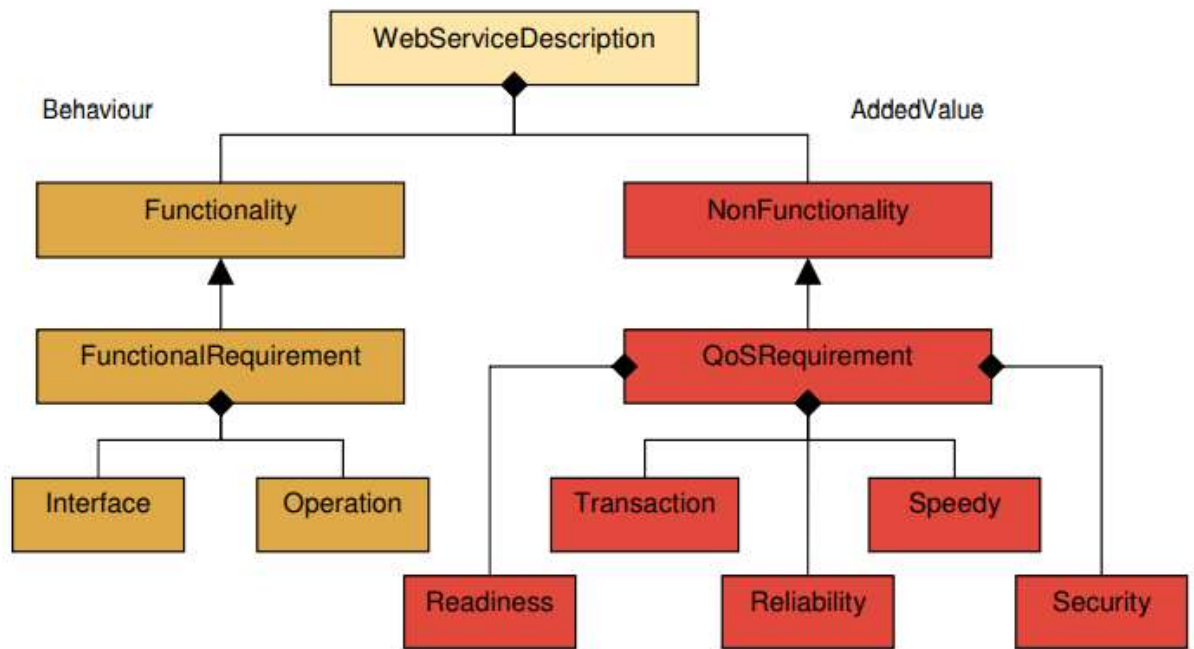 WebServiceDescription
Behaviour
AddedValue
Functionality
NonFunctionality
FunctionalRequirement
QoSRequirement
Interface
Operation
Transaction
Speedy
Readiness
Reliability
Security